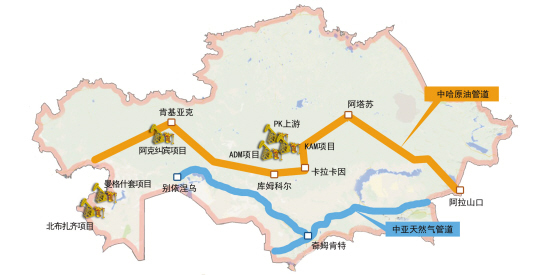 中哈原油管道
阿塔苏
肯基亚克
PK上游
阿克纠宾项目
ADM项目
KAM项目
卡拉卡因
曼格什套项目
别依涅乌
库姆科尔
阿拉山口
北布扎齐项目
中亚天然气管道
奇姆肯特